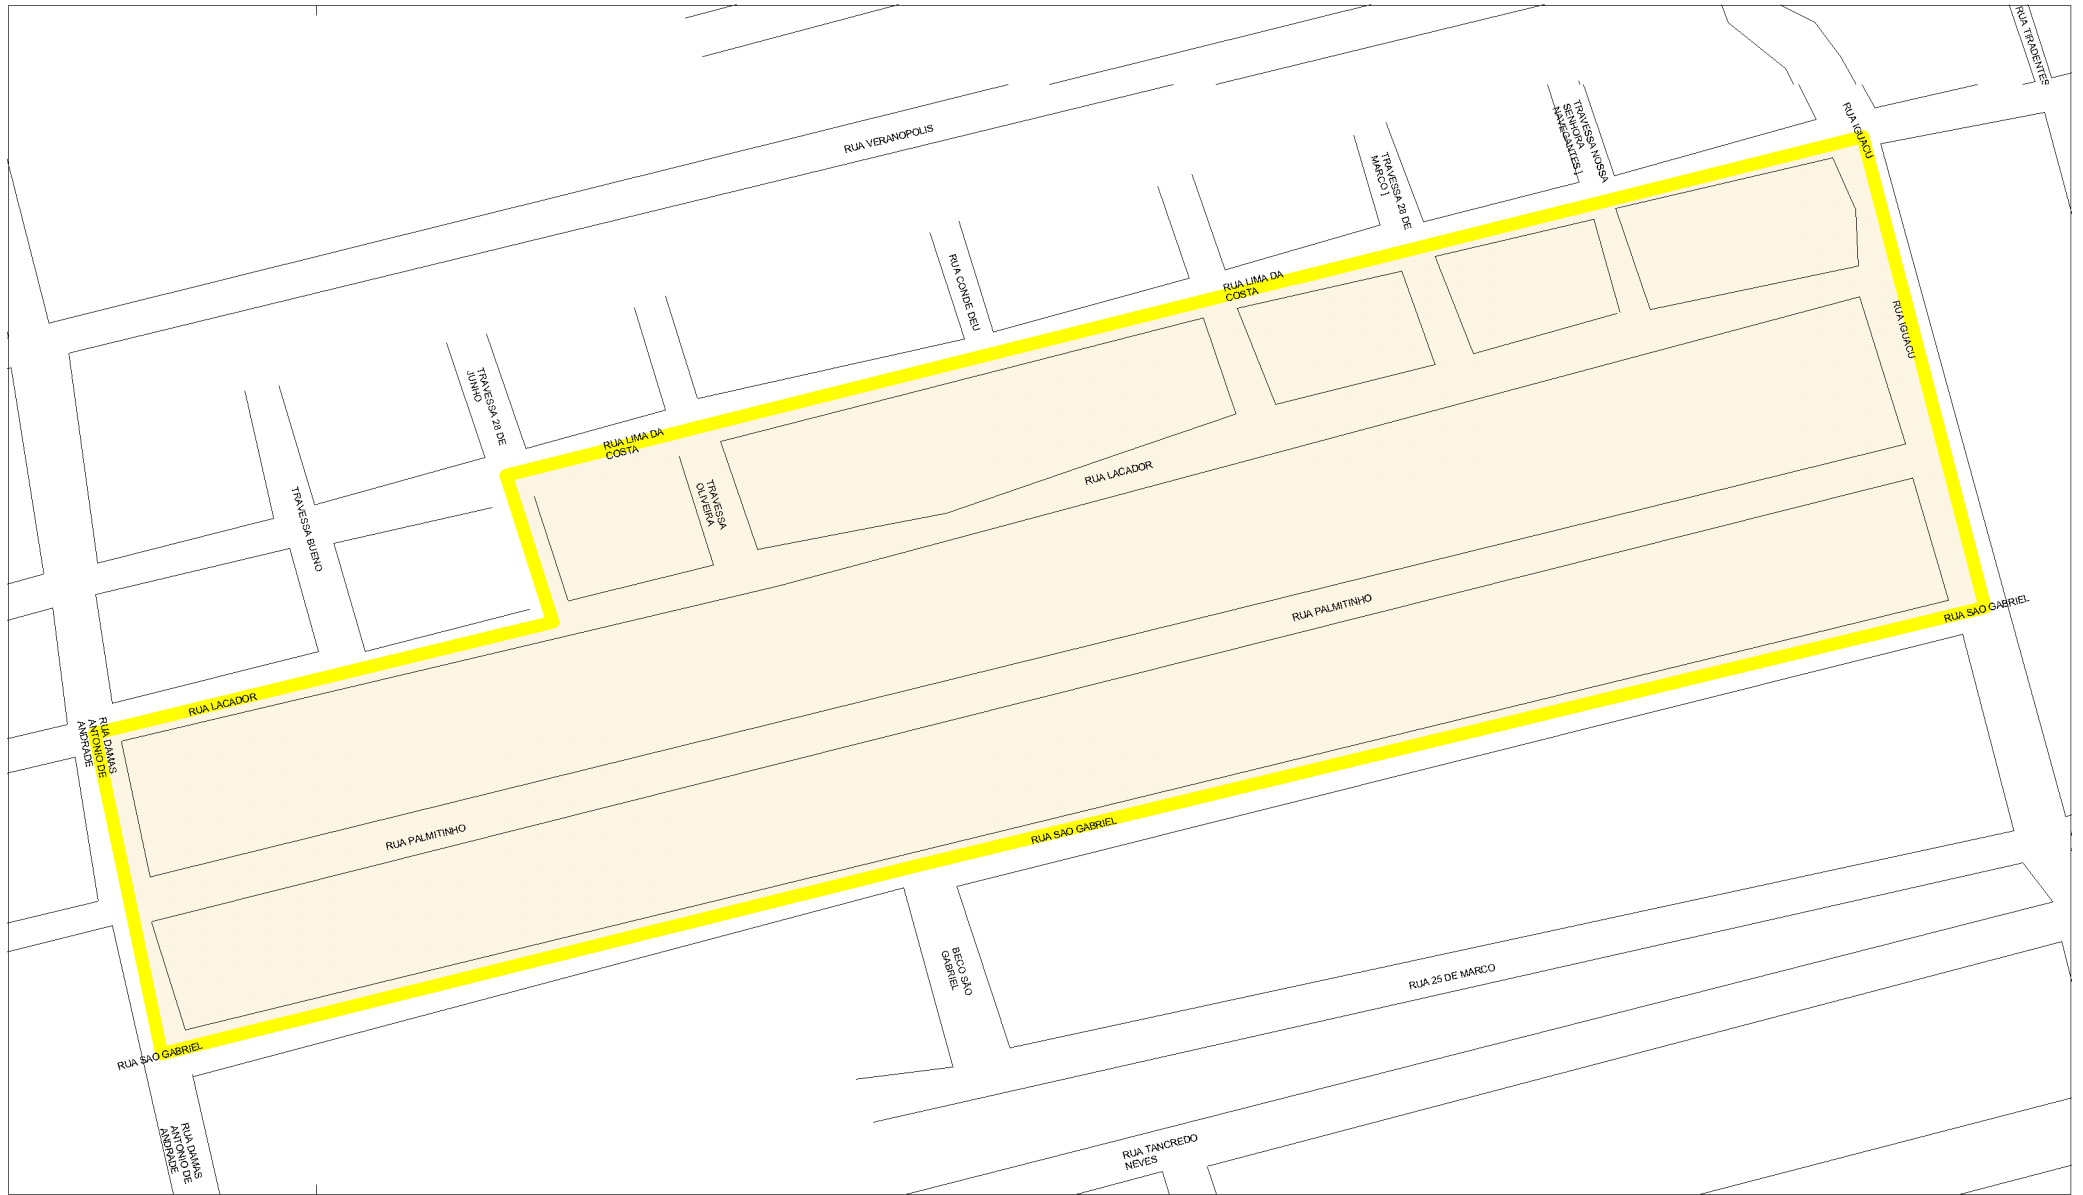 RUA TIRADENTES
RUA VERANOPOLIS
TRAVESSA NOSSA
SENHORA
NAVEGANTES ]
RUA IGUACU
TRAVESSA 28 DE
MARCO ]
RUA CONDE DEU
RUA LIMA DA
COSTA
RUA IGUACU
TRAVESSA 28 DE
JUNHO
RUA LIMA DA
COSTA
RUA LACADOR
TRAVESSA
OLIVEIRA
TRAVESSA BUENO
RUA PALMITINHO
RUA SAO GABRIEL
RUA LACADOR
RUA DAMAS
ANTONIO DE
ANDRADE
RUA PALMITINHO
RUA SAO GABRIEL
BECO SÃO
GABRIEL
RUA 25 DE MARCO
RUA SAO GABRIEL
RUA DAMAS
ANTONIO DE
ANDRADE
RUA TANCREDO
NEVES